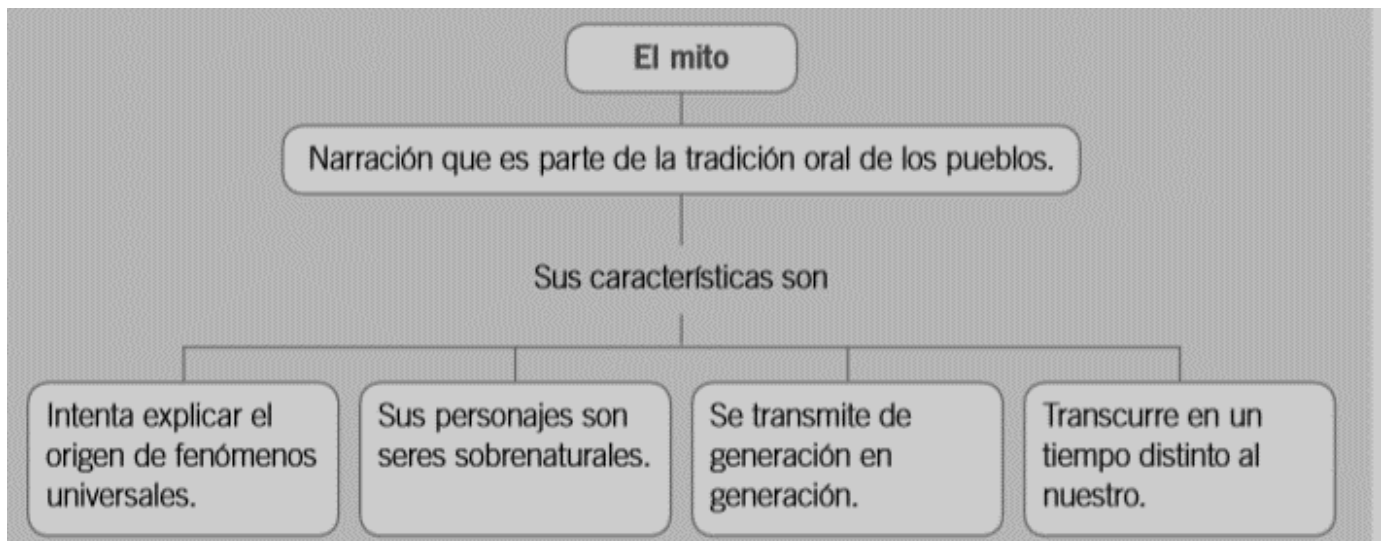 El mito
Narración que es parte de la tradición oral de los pueblos.
Sus características son
Intenta explicar el
origen de fenómenos
universales.
Sus personajes son
seres sobrenaturales.
Se transmite de
generación en
generación.
Transcurre en un
tiempo distinto al
nuestro.